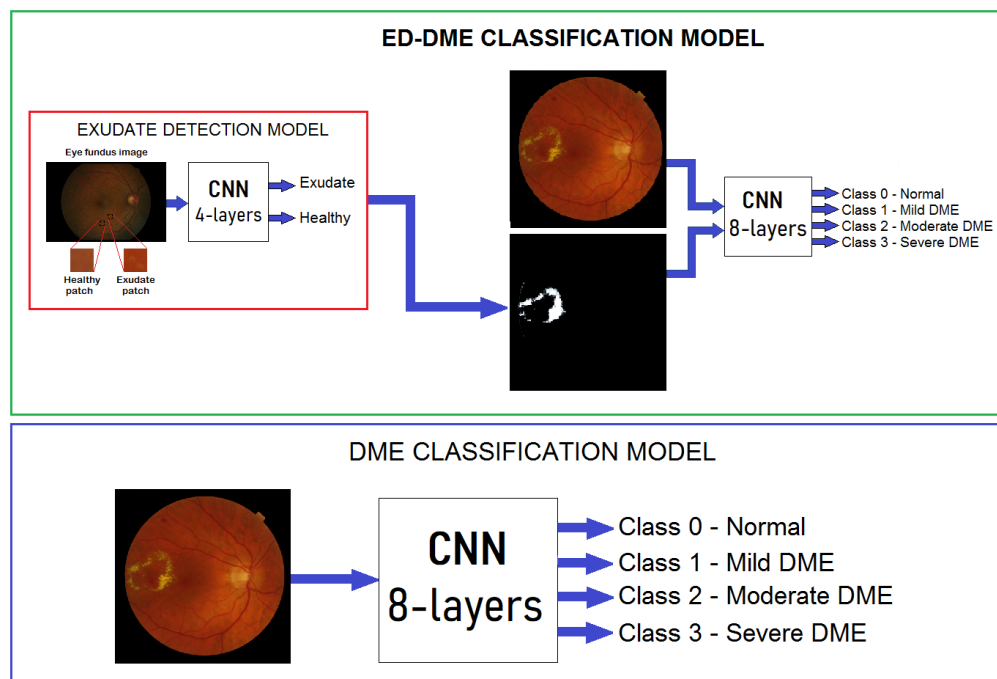 ED-DME CLASSIFICATION MODEL
EXUDATE DETECTION MODEL
Eye fundus image
CNN
4-layers
Exudate
Healthy
Healthy
patch
Exudate
patch
CNN
8-layers
Class 0 - Normal
Class 1 - Mild DME
Class 2 - Moderate DME
Class 3 - Severe DME
DME CLASSIFICATION MODEL
CNN
8-layers
Class 0 - Normal
Class 1 - Mild DME
Class 2 - Moderate DME
Class 3 - Severe DME